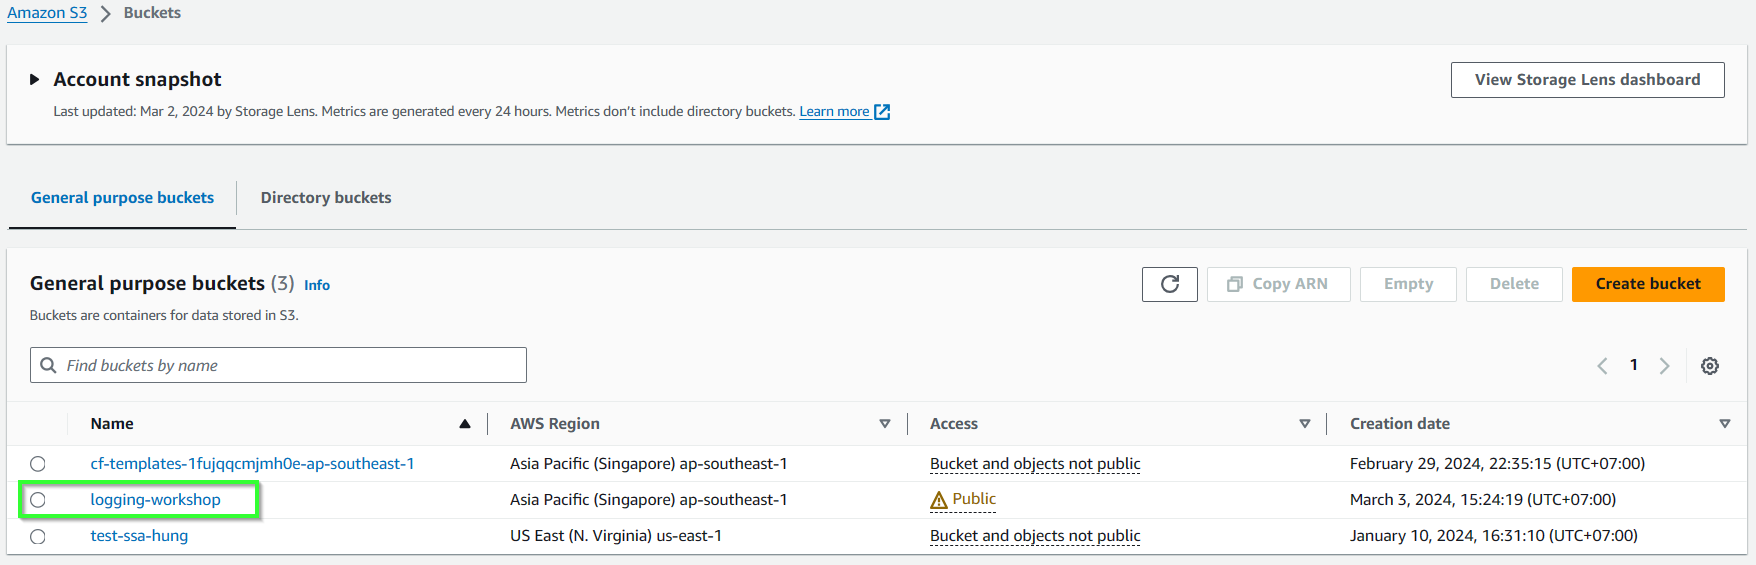 Amazon S3 > Buckets
Account snapshot
View Storage Lens dashboard
Last updated: Mar 2, 2024 by Storage Lens. Metrics are generated every 24 hours. Metrics don't include directory buckets. Learn more
General purpose buckets Directory buckets
General purpose buckets (3) Info
Copy ARN Empty Delete Create bucket
Buckets are containers for data stored in S3.
Find buckets by name
1
Name AWS Region Access Creation date
cf-templates-1fujqqcmjmh0e-ap-southeast-1 Asia Pacific (Singapore) ap-southeast-1 Bucket and objects not public February 29, 2024, 22:35:15 (UTC+07:00)
logging-workshop Asia Pacific (Singapore) ap-southeast-1 Public March 3, 2024, 15:24:19 (UTC+07:00)
test-ssa-hung US East (N. Virginia) us-east-1 Bucket and objects not public January 10, 2024, 16:31:10 (UTC+07:00)